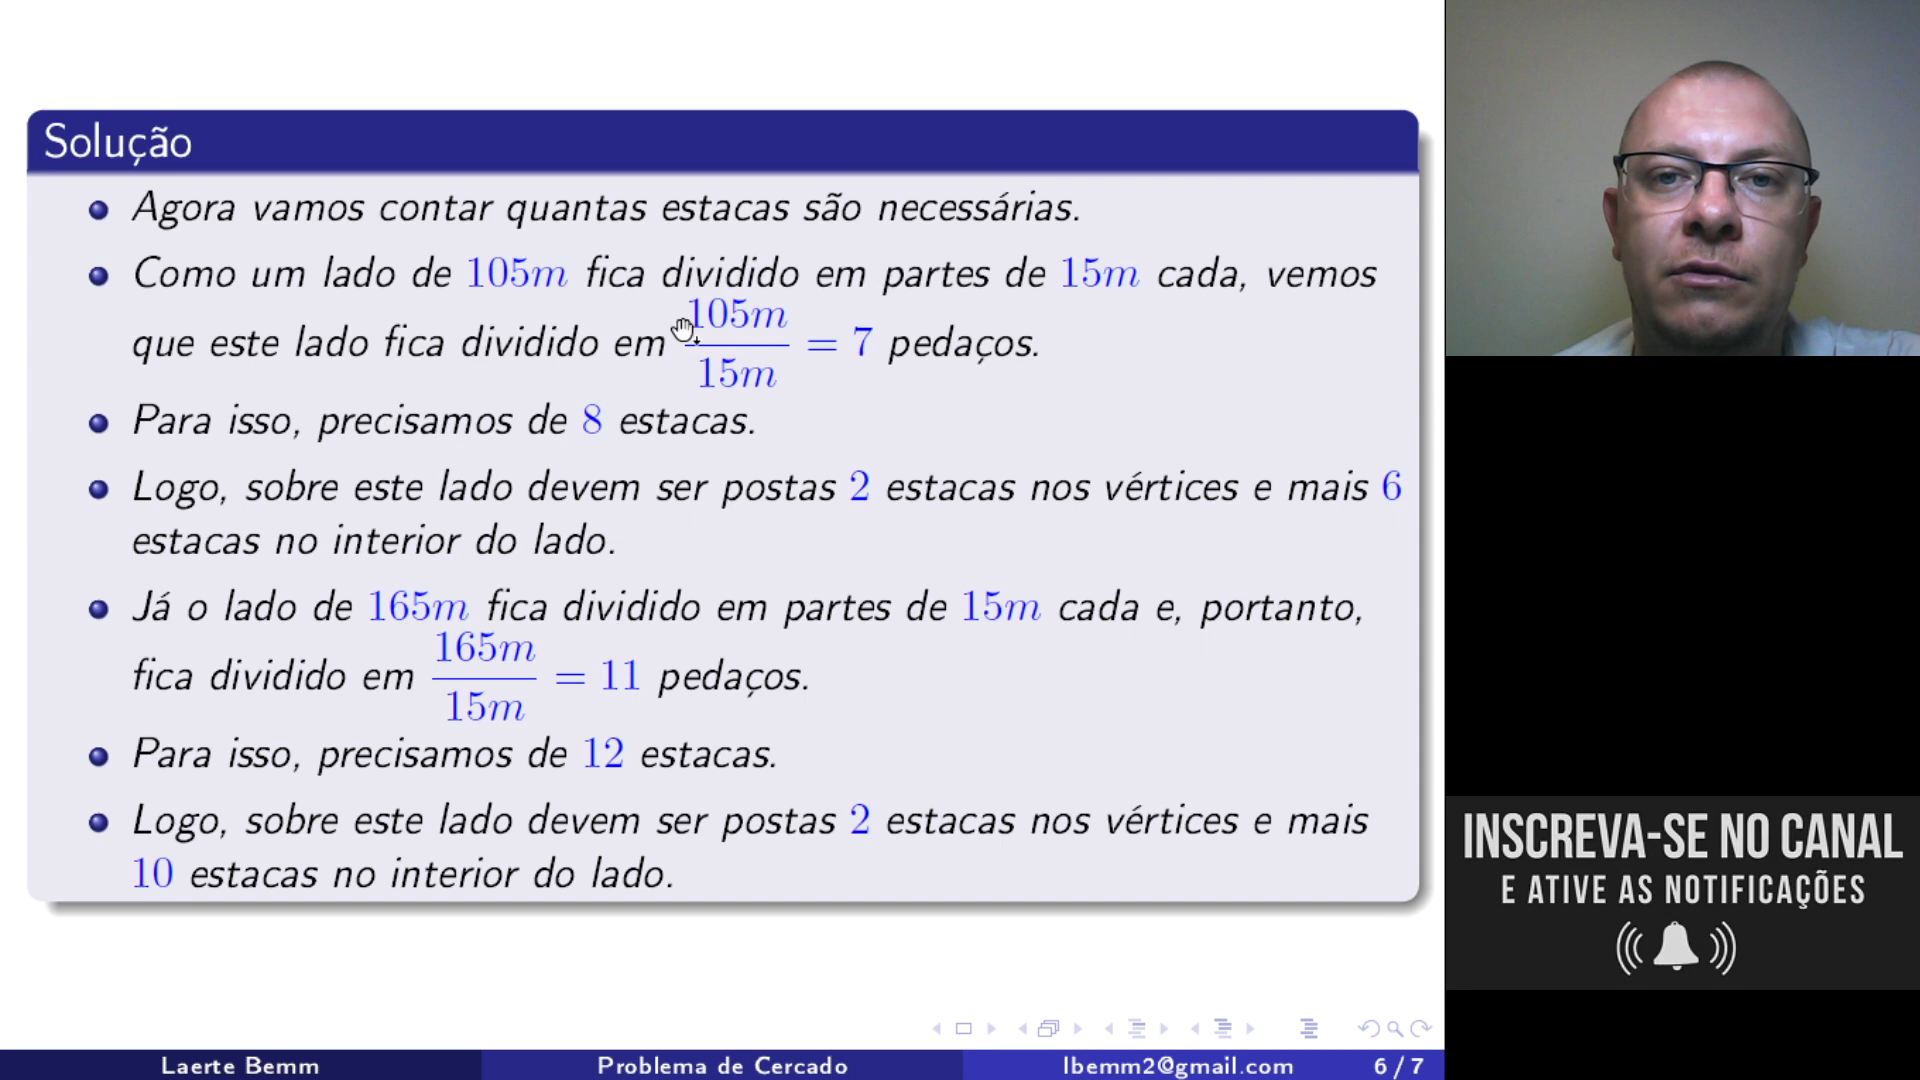 Solução
Agora vamos contar quantas estacas são necessárias.
Como um lado de 105m fica dividido em partes de 15m cada, vemos
que este lado fica dividido em 105m/15m = 7 pedaços.
Para isso, precisamos de 8 estacas.
Logo, sobre este lado devem ser postas 2 estacas nos vértices e mais 6
estacas no interior do lado.
Já o lado de 165m fica dividido em partes de 15m cada e, portanto,
fica dividido em 165m/15m = 11 pedaços.
Para isso, precisamos de 12 estacas.
Logo, sobre este lado devem ser postas 2 estacas nos vértices e mais
10 estacas no interior do lado.
INSCREVA-SE NO CANAL
E ATIVE AS NOTIFICAÇÕES
Laerte Bemm
Problema de Cercado
lbemm2@gmail.com
6 / 7